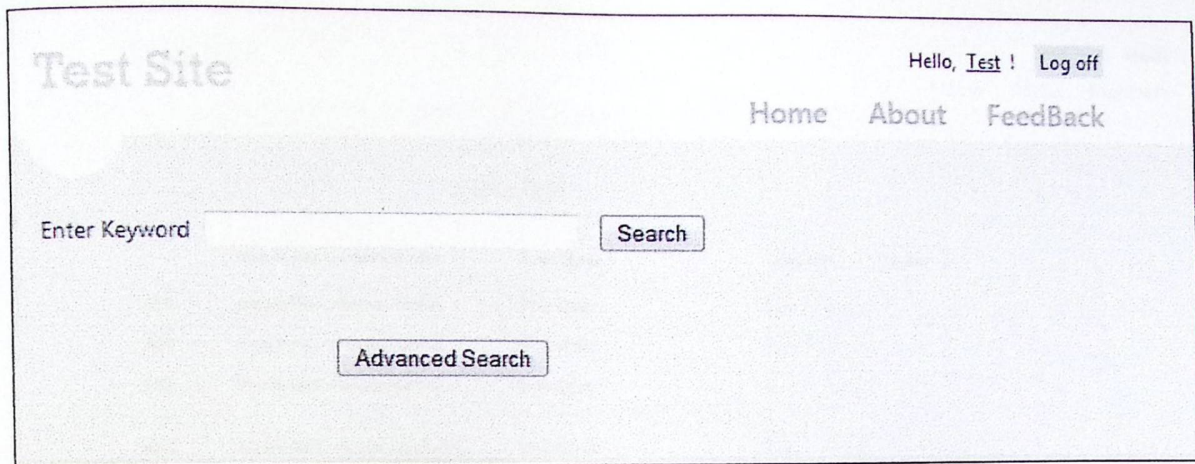 Test Site
Hello, Test ! Log off
Home About FeedBack
Enter Keyword Search
Advanced Search